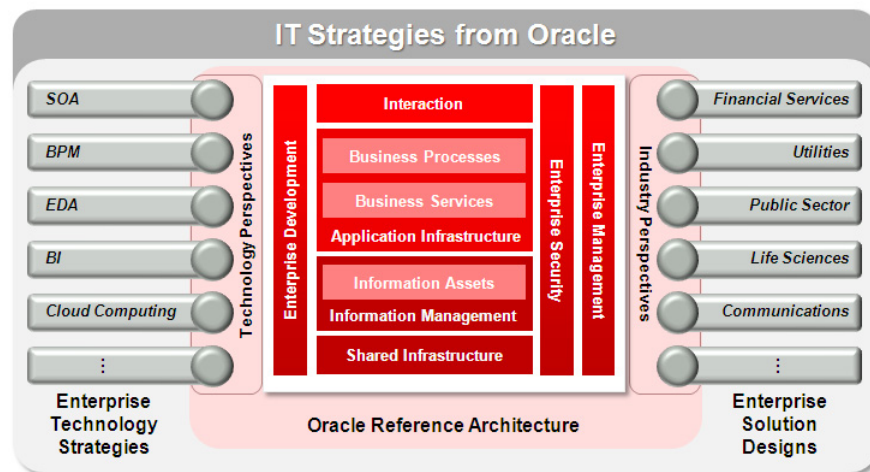 IT Strategies from Oracle
SOA
BPM
EDA
BI
Cloud Computing
⋮
Enterprise
Technology
Strategies
Technology Perspectives
Enterprise Development
Interaction
Business Processes
Business Services
Application Infrastructure
Information Assets
Information Management
Shared Infrastructure
Enterprise Security
Enterprise Management
Oracle Reference Architecture
Industry Perspectives
Financial Services
Utilities
Public Sector
Life Sciences
Communications
⋮
Enterprise
Solution
Designs